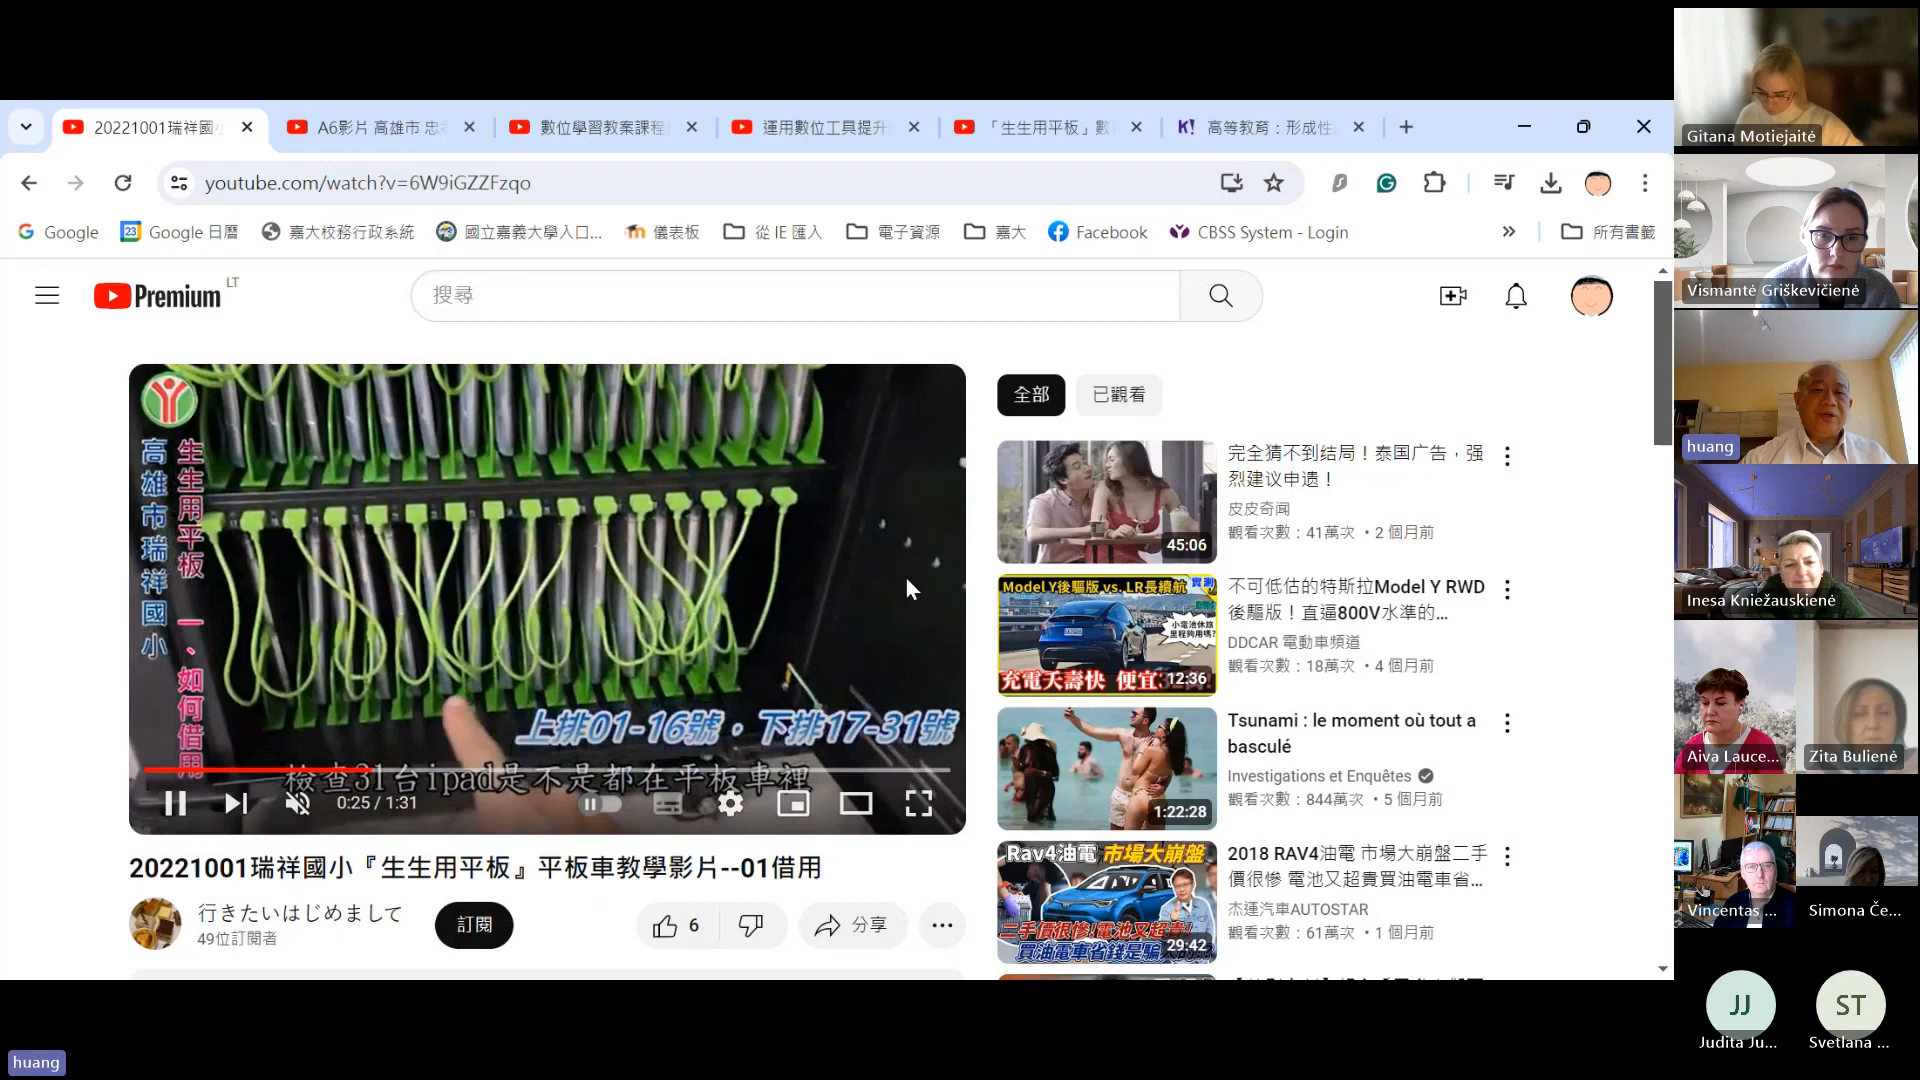 20221001瑞祥國小
A6影片 高雄市 忠
數位學習教案課程
運用數位工具提升
「生生用平板」數
K!
高等教育：形成性
youtube.com/watch?v=6W9iGZZFzqo
Google
23
Google 日曆
嘉大校務行政系統
國立嘉義大學入口...
儀表板
從 IE 匯入
電子資源
嘉大
Facebook
CBSS System - Login
所有書籤
Premium
LT
搜尋
高雄市瑞祥國小
生生用平板 一、如何借用
上排01-16號，下排17-31號
檢查31台ipad是不是都在平板車裡
0:25 / 1:31
20221001瑞祥國小『生生用平板』平板車教學影片--01借用
行きたいはじめまして
49位訂閱者
訂閱
6
分享
全部
已觀看
45:06
完全猜不到结局！泰国广告，强
烈建议申遗！
皮皮奇闻
觀看次數：41萬次 • 2 個月前
Model Y後驅版 vs. LR長續航
實測
小電池休旅
里程夠用嗎?
充電天壽快 便宜
12:36
不可低估的特斯拉Model Y RWD
後驅版！直逼800V水準的...
DDCAR 電動車頻道
觀看次數：18萬次 • 4 個月前
1:22:28
Tsunami : le moment où tout a
basculé
Investigations et Enquêtes
觀看次數：844萬次 • 5 個月前
Rav4油電 市場大崩盤
二手價很慘!電池又超貴!
買油電車省錢是騙
29:42
2018 RAV4油電 市場大崩盤二手
價很慘 電池又超貴買油電車省...
杰運汽車AUTOSTAR
觀看次數：61萬次 • 1 個月前
Gitana Motiejaitė
Vismantė Griškevičienė
huang
Inesa Kniežauskienė
Aiva Lauce...
Zita Bulienė
Vincentas ...
Simona Če...
JJ
Judita Ju...
ST
Svetlana ...
huang